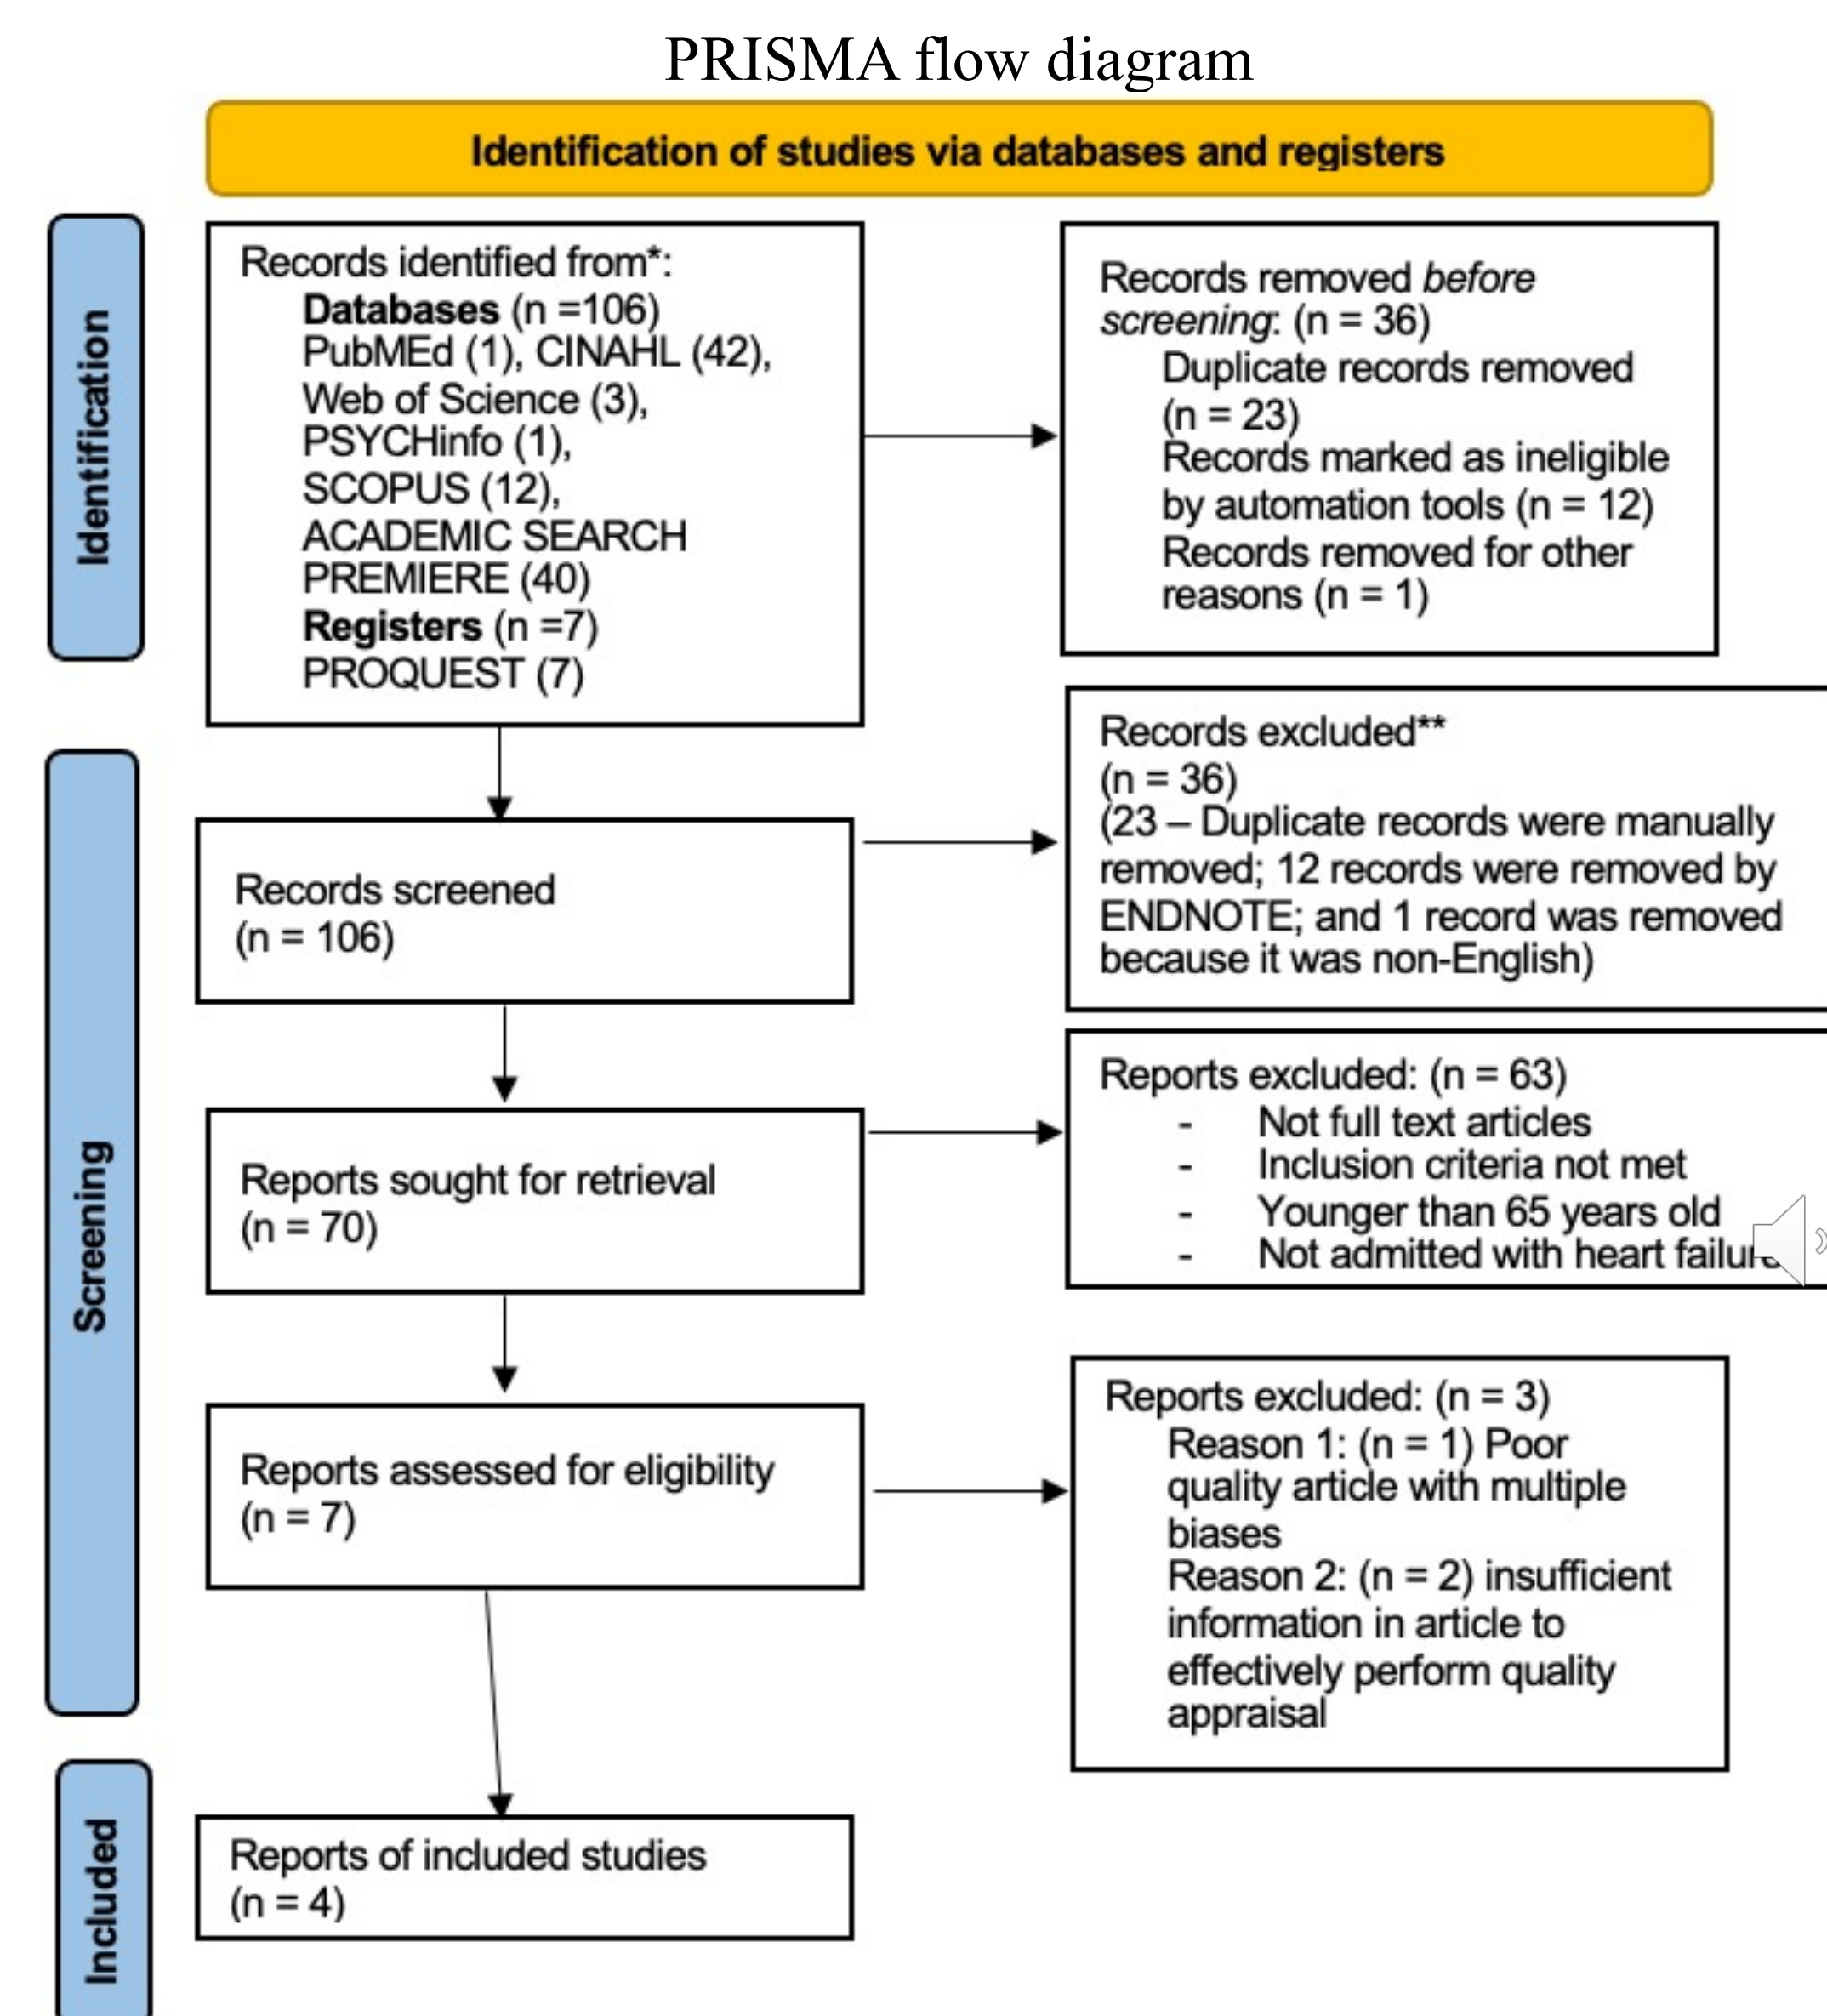 PRISMA flow diagram
Identification of studies via databases and registers
Identification
Records identified from*:
Databases (n =106)
PubMEd (1), CINAHL (42),
Web of Science (3),
PSYCHinfo (1),
SCOPUS (12),
ACADEMIC SEARCH
PREMIERE (40)
Registers (n =7)
PROQUEST (7)
Records removed before
screening: (n = 36)
Duplicate records removed
(n = 23)
Records marked as ineligible
by automation tools (n = 12)
Records removed for other
reasons (n = 1)
Screening
Records screened
(n = 106)
Records excluded**
(n = 36)
(23 – Duplicate records were manually
removed; 12 records were removed by
ENDNOTE; and 1 record was removed
because it was non-English)
Reports sought for retrieval
(n = 70)
Reports excluded: (n = 63)
- Not full text articles
- Inclusion criteria not met
- Younger than 65 years old
- Not admitted with heart failure
Reports assessed for eligibility
(n = 7)
Reports excluded: (n = 3)
Reason 1: (n = 1) Poor
quality article with multiple
biases
Reason 2: (n = 2) insufficient
information in article to
effectively perform quality
appraisal
Included
Reports of included studies
(n = 4)